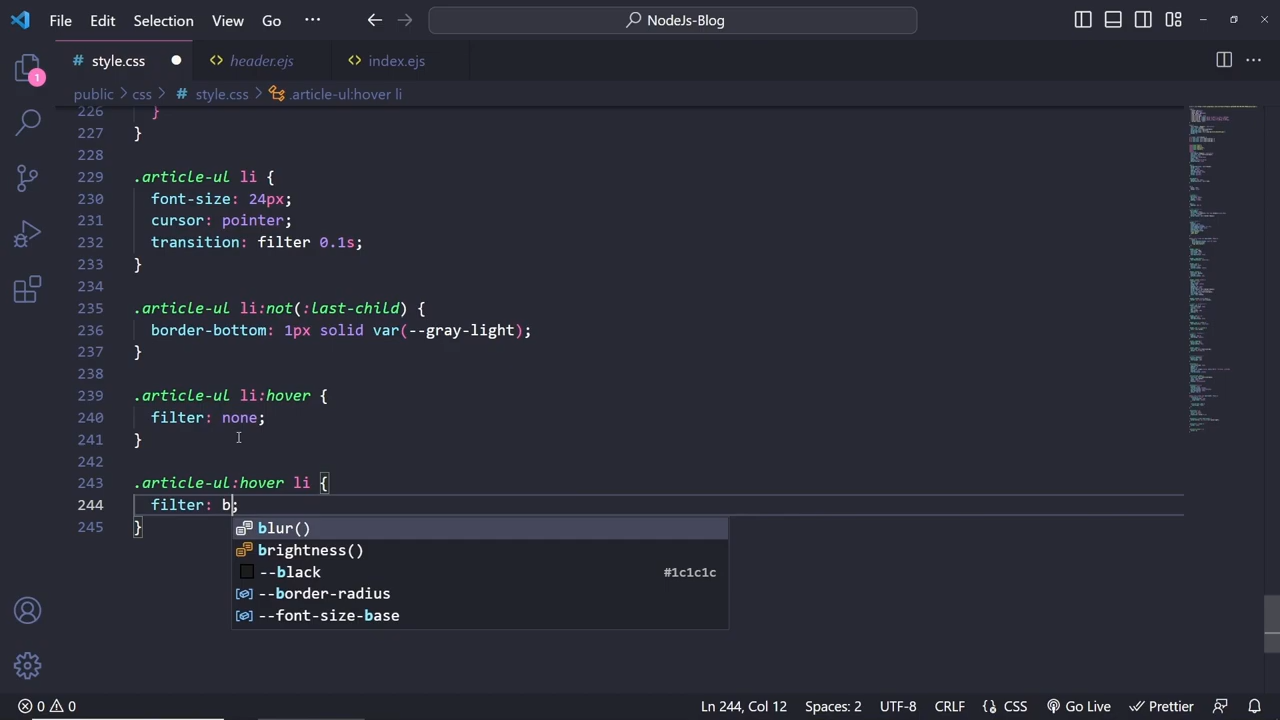 File Edit Selection View Go ··· NodeJs-Blog
# style.css header.ejs index.ejs
public > css > # style.css > .article-ul:hover li
1
226 }
227 }
228
229 .article-ul li {
230 font-size: 24px;
231 cursor: pointer;
232 transition: filter 0.1s;
233 }
234
235 .article-ul li:not(:last-child) {
236 border-bottom: 1px solid var(--gray-light);
237 }
238
239 .article-ul li:hover {
240 filter: none;
241 }
242
243 .article-ul:hover li {
244 filter: b;
245 }
blur()
brightness()
--black #1c1c1c
--border-radius
--font-size-base
0 0 Ln 244, Col 12 Spaces: 2 UTF-8 CRLF {} CSS Go Live Prettier